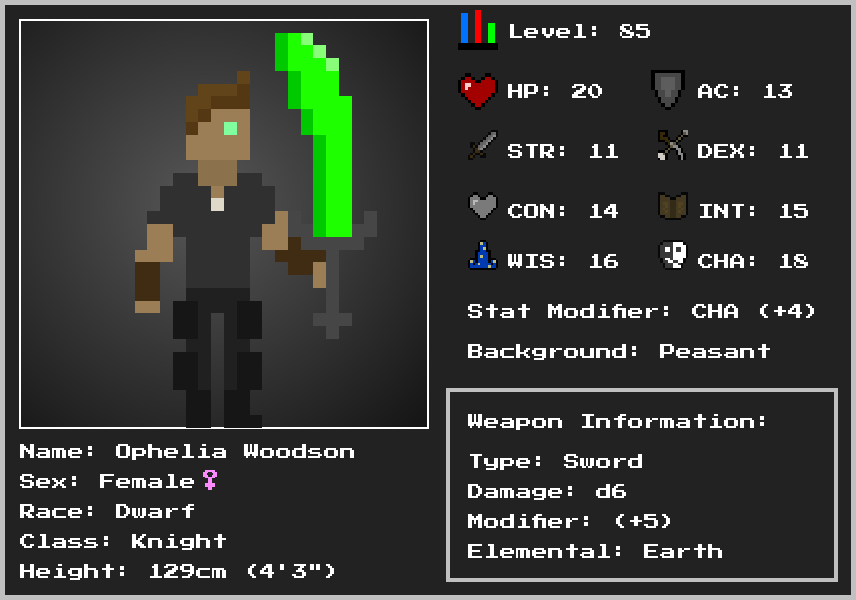 Level: 85
HP: 20 AC: 13
STR: 11 DEX: 11
CON: 14 INT: 15
WIS: 16 CHA: 18
Stat Modifier: CHA (+4)
Background: Peasant
Weapon Information:
Type: Sword
Damage: d6
Modifier: (+5)
Elemental: Earth
Name: Ophelia Woodson
Sex: Female♀
Race: Dwarf
Class: Knight
Height: 129cm (4'3")